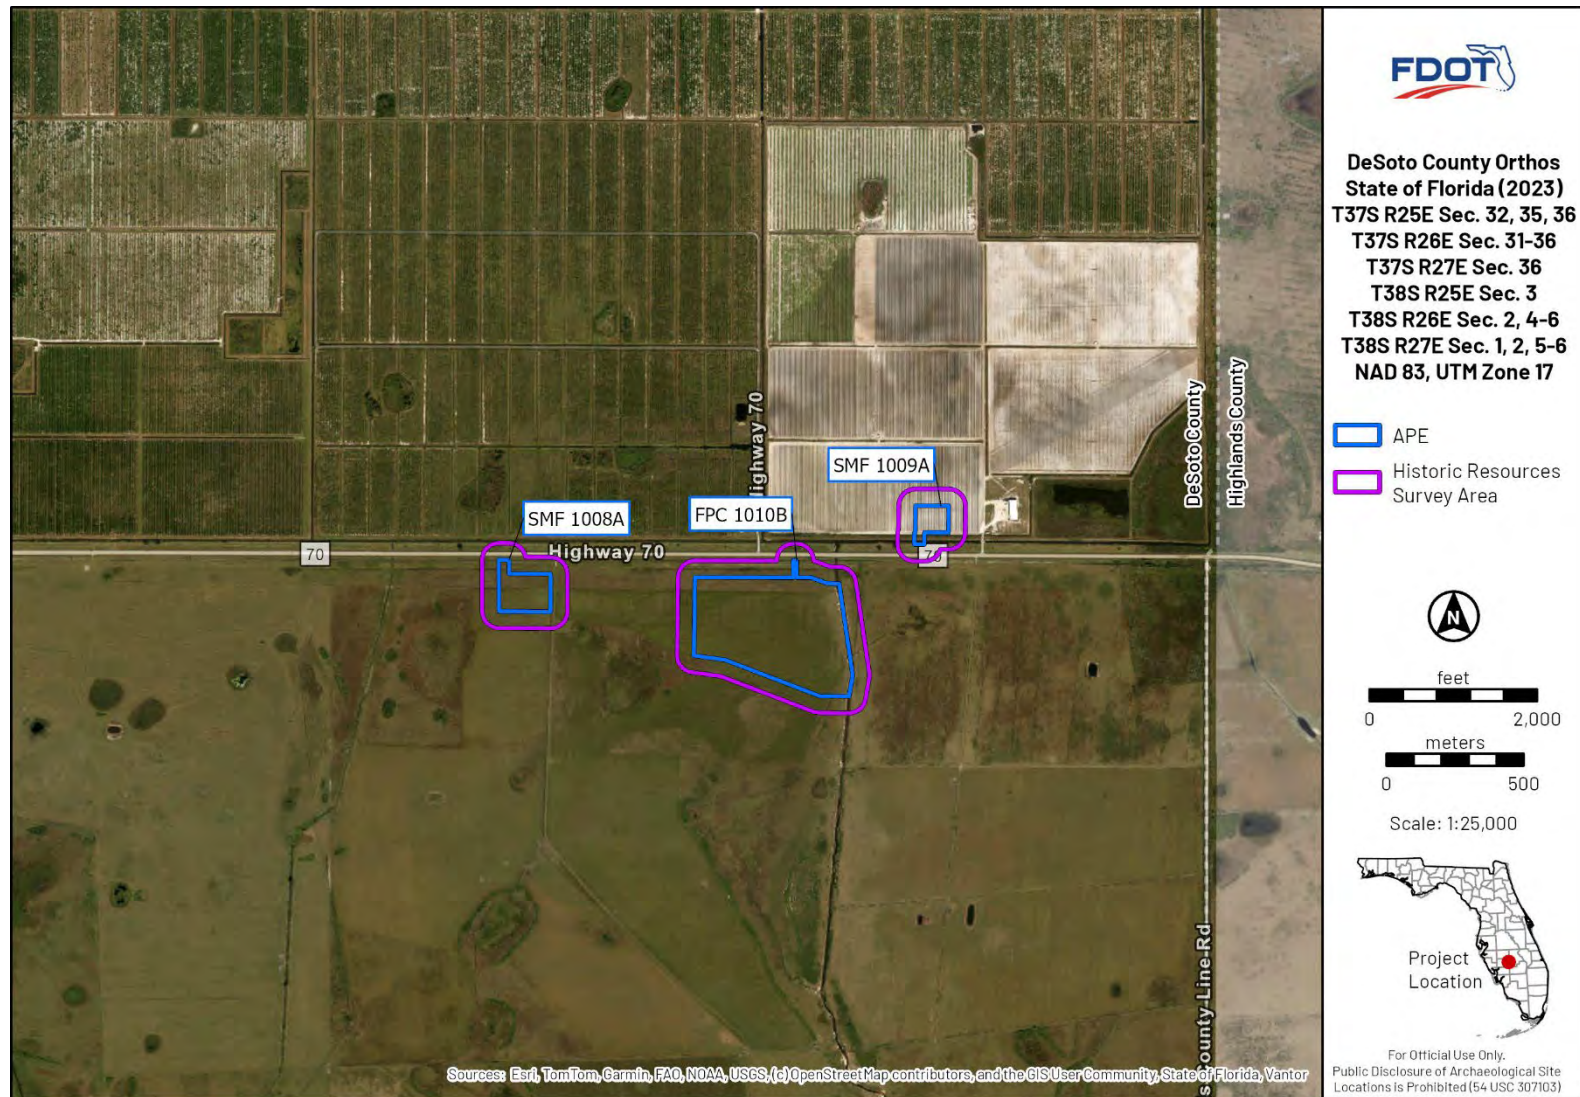 FDOT
DeSoto County Orthos
State of Florida (2023)
T37S R25E Sec. 32, 35, 36
T37S R26E Sec. 31-36
T37S R27E Sec. 36
T38S R25E Sec. 3
T38S R26E Sec. 2, 4-6
T38S R27E Sec. 1, 2, 5-6
NAD 83, UTM Zone 17
APE
Historic Resources
Survey Area
N
feet
0 2,000
meters
0 500
Scale: 1:25,000
Project
Location
For Official Use Only.
Public Disclosure of Archaeological Site
Locations is Prohibited (54 USC 307103)
DeSoto County
Highlands County
Highway 70
SMF 1009A
FPC 1010B
SMF 1008A
70
Highway 70
70
s County Line Rd
Sources: Esri, TomTom, Garmin, FAO, NOAA, USGS, (c) OpenStreetMap contributors, and the GIS User Community, State of Florida, Vantor